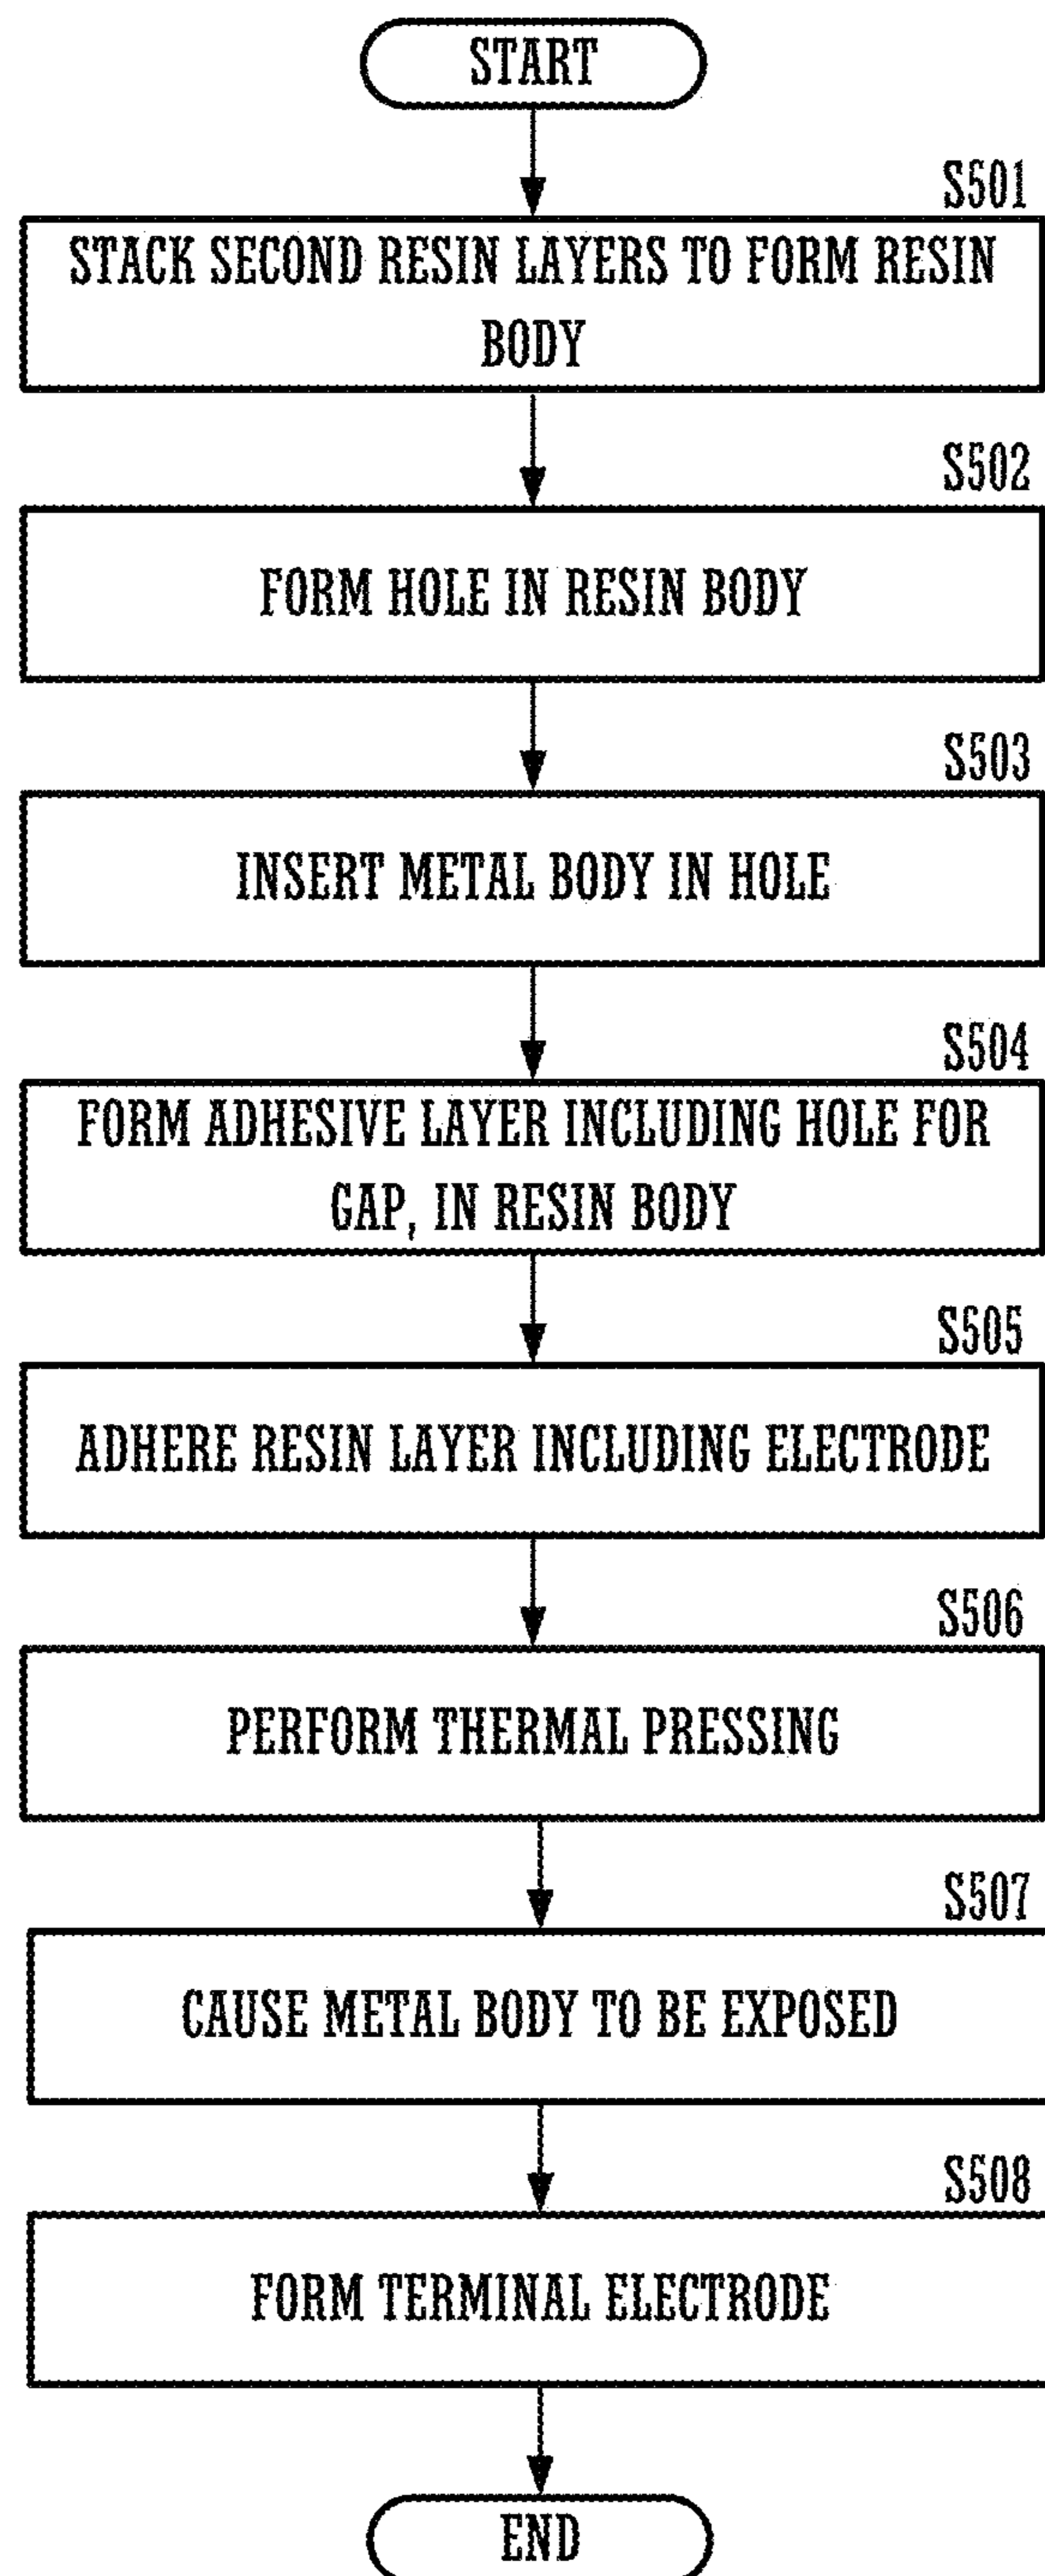 START
S501
STACK SECOND RESIN LAYERS TO FORM RESIN
BODY
S502
FORM HOLE IN RESIN BODY
S503
INSERT METAL BODY IN HOLE
S504
FORM ADHESIVE LAYER INCLUDING HOLE FOR
GAP, IN RESIN BODY
S505
ADHERE RESIN LAYER INCLUDING ELECTRODE
S506
PERFORM THERMAL PRESSING
S507
CAUSE METAL BODY TO BE EXPOSED
S508
FORM TERMINAL ELECTRODE
END